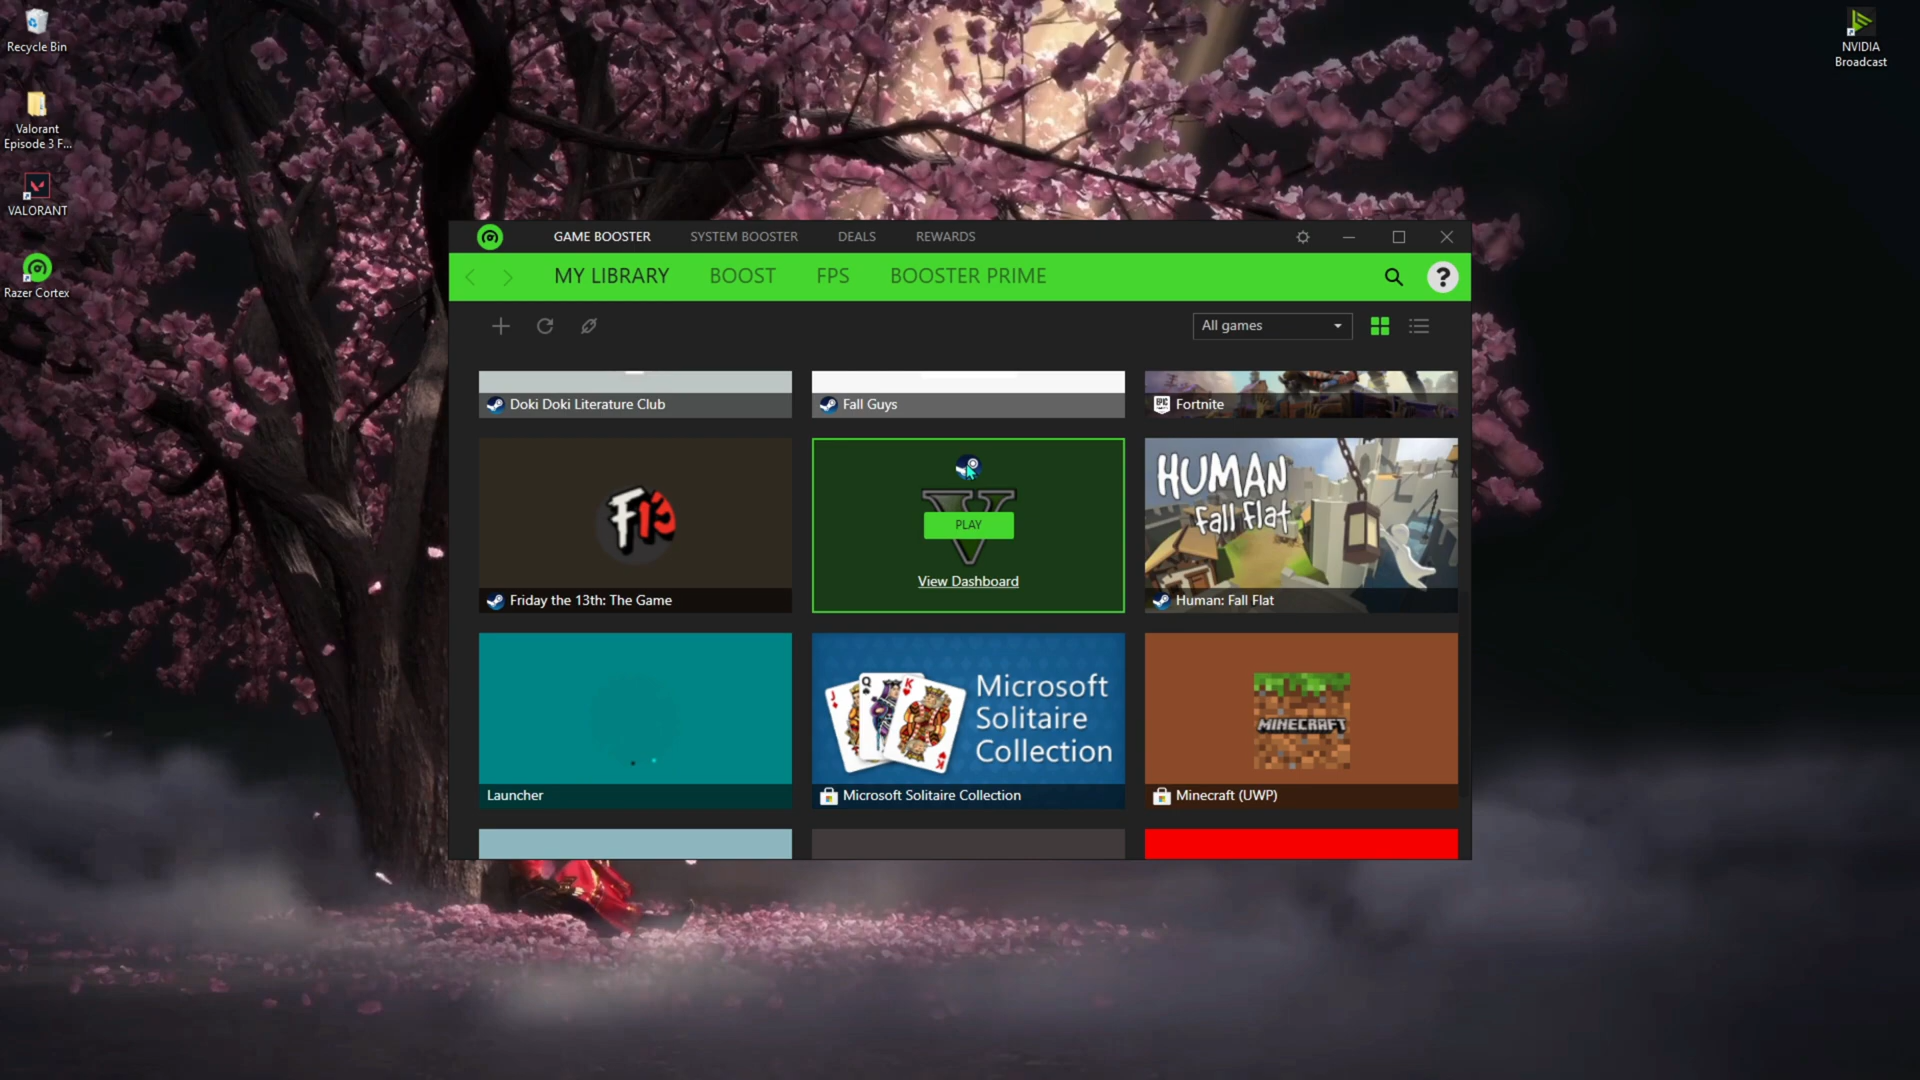 Recycle Bin
Valorant
Episode 3 F...
VALORANT
Razer Cortex
NVIDIA
Broadcast
GAME BOOSTER
SYSTEM BOOSTER
DEALS
REWARDS
MY LIBRARY
BOOST
FPS
BOOSTER PRIME
?
All games
Doki Doki Literature Club
Fall Guys
EPIC
Fortnite
F13
Friday the 13th: The Game
V
PLAY
View Dashboard
HUMAN
fall flat
Human: Fall Flat
Launcher
J
Q
K
K
Microsoft
Solitaire
Collection
Microsoft Solitaire Collection
MINECRAFT
Minecraft (UWP)